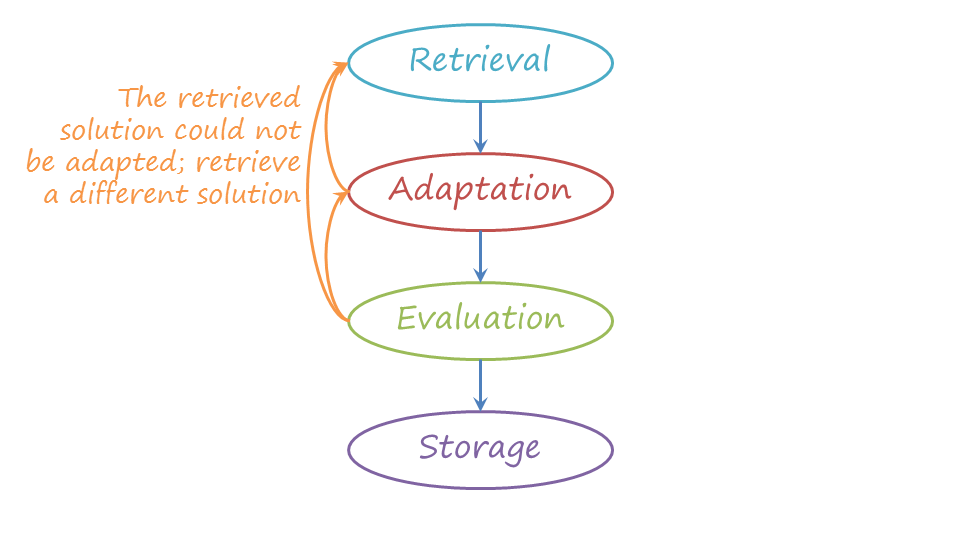 Retrieval
The retrieved
solution could not
be adapted; retrieve
a different solution
Adaptation
Evaluation
Storage